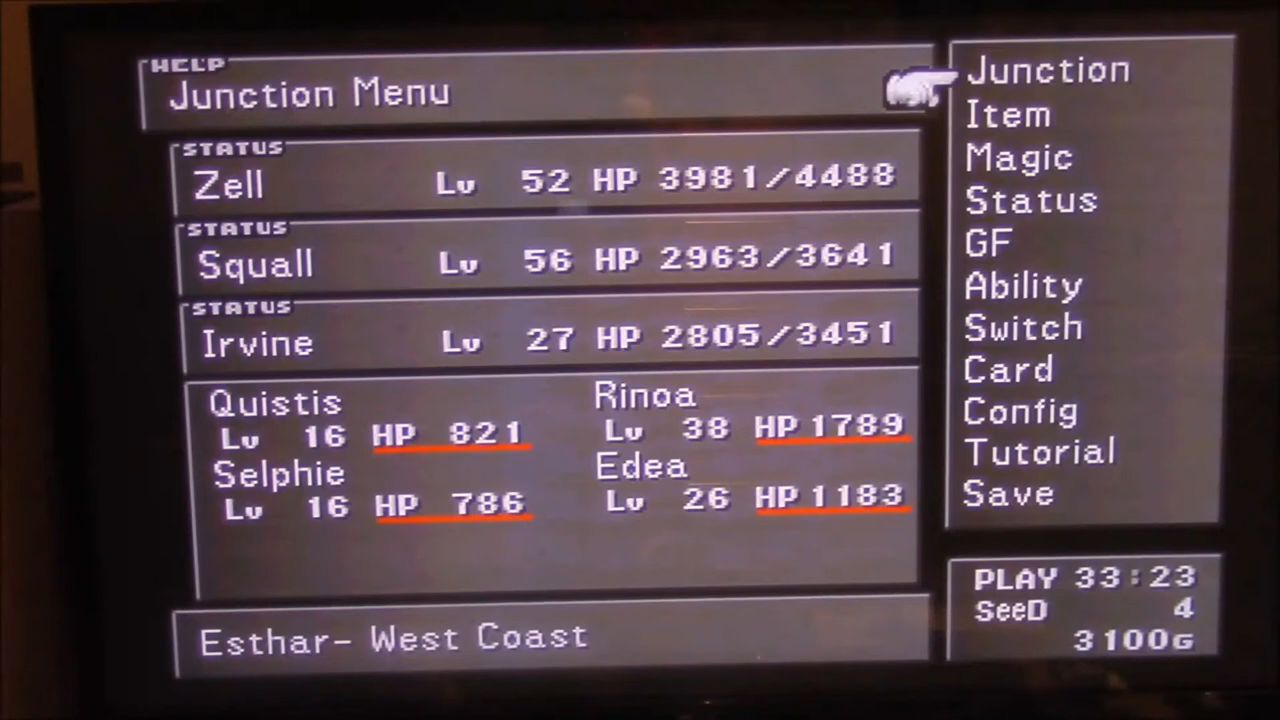 HELP
Junction Menu
STATUS
Zell Lv 52 HP 3981/4488
STATUS
Squall Lv 56 HP 2963/3641
STATUS
Irvine Lv 27 HP 2805/3451
Quistis
Lv 16 HP 821
Rinoa
Lv 38 HP 1789
Selphie
Lv 16 HP 786
Edea
Lv 26 HP 1183
Esthar- West Coast
Junction
Item
Magic
Status
GF
Ability
Switch
Card
Config
Tutorial
Save
PLAY 33:23
SeeD 4
3100G